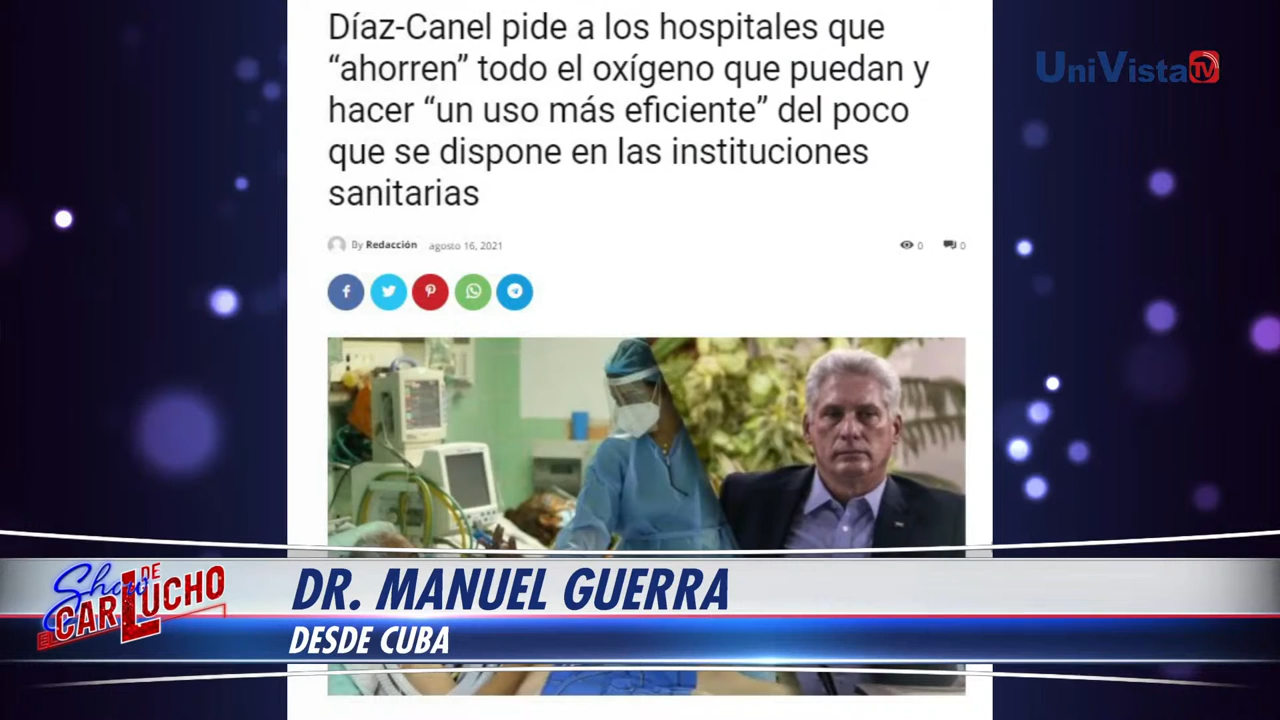 Díaz-Canel pide a los hospitales que
“ahorren” todo el oxígeno que puedan y
hacer “un uso más eficiente” del poco
que se dispone en las instituciones
sanitarias
UniVista TV
By Redacción agosto 16, 2021
0 0
Show DE
EL CARLUCHO
DR. MANUEL GUERRA
DESDE CUBA